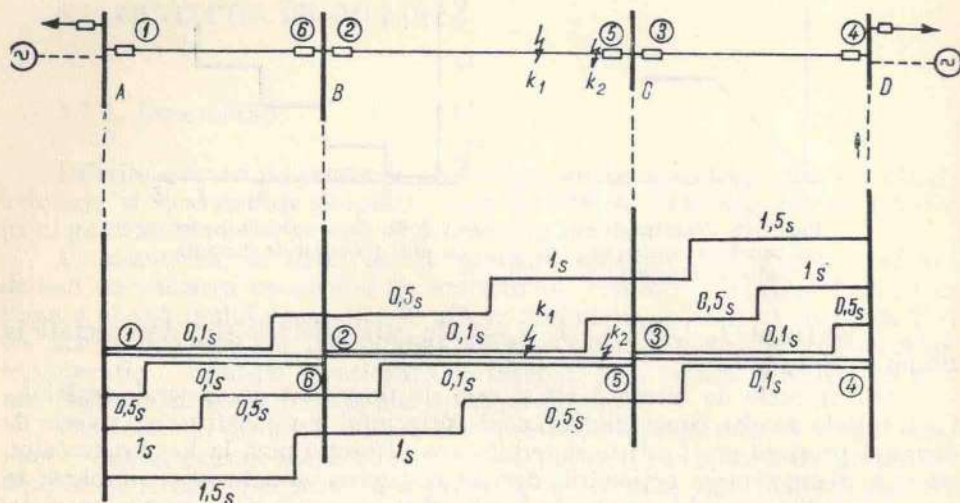 ① ⑥ ② ⑤ ③ ④
A B k₁ k₂ C D
1,5s
1s 1s
0,5s 0,5s 0,5s
k₁
① 0,1s ② 0,1s k₂ ③ 0,1s
0,1s ⑥ 0,1s ⑤ 0,1s ④
0,5s 0,5s 0,5s
1s 1s
1,5s